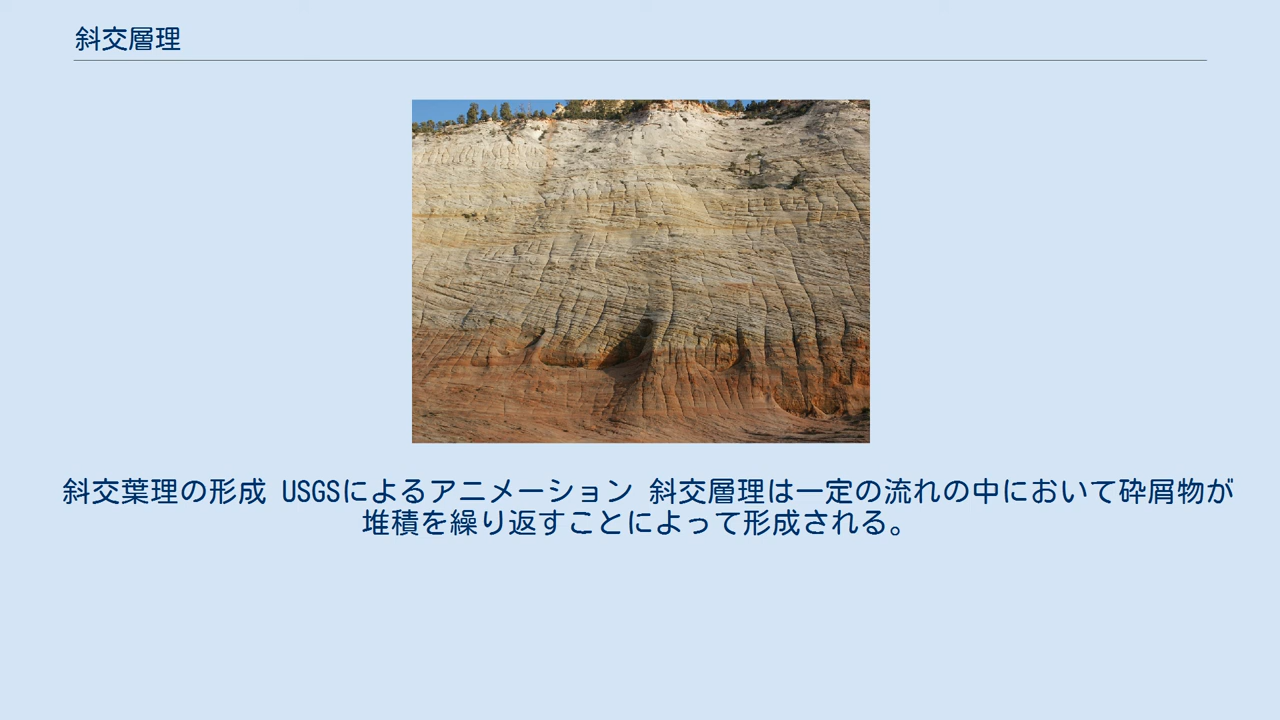 斜交層理
斜交葉理の形成 USGSによるアニメーション 斜交層理は一定の流れの中において砕屑物が
堆積を繰り返すことによって形成される。